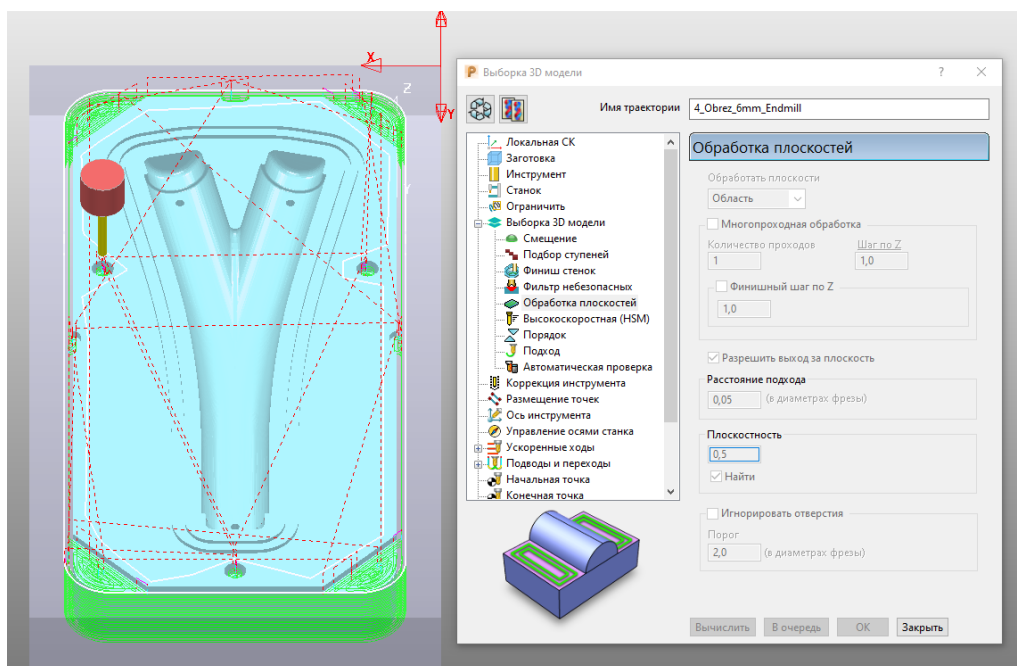 X
Z
Y
Y
P Выборка 3D модели
Имя траектории 4_Obrez_6mm_Endmill
Локальная СК
Заготовка
Инструмент
Станок
Ограничить
Выборка 3D модели
Смещение
Подбор ступеней
Финиш стенок
Фильтр небезопасных
Обработка плоскостей
Высокоскоростная (HSM)
Порядок
Подход
Автоматическая проверка
Коррекция инструмента
Размещение точек
Ось инструмента
Управление осями станка
Ускоренные ходы
Подводы и переходы
Начальная точка
Конечная точка
Обработка плоскостей
Обработать плоскости
Область
Многопроходная обработка
Количество проходов Шаг по Z
1 1,0
Финишный шаг по Z
1,0
Разрешить выход за плоскость
Расстояние подхода
0,05 (в диаметрах фрезы)
Плоскостность
0,5
Найти
Игнорировать отверстия
Порог
2,0 (в диаметрах фрезы)
Вычислить В очередь OK Закрыть